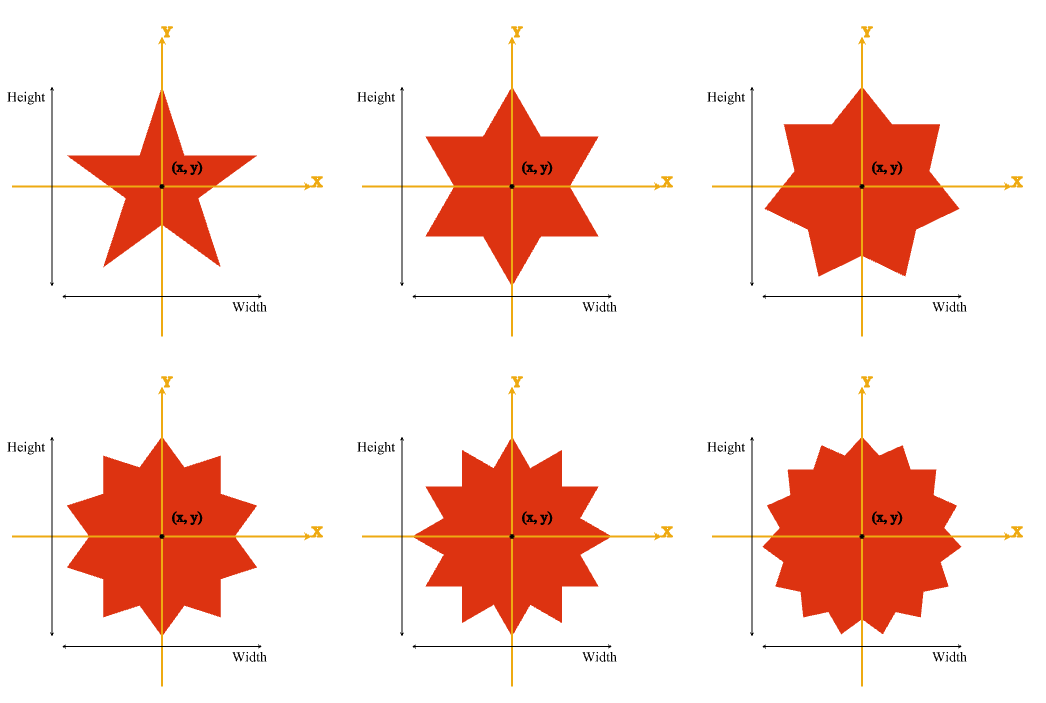 Y
Height
(x, y)
X
Width
Y
Height
(x, y)
X
Width
Y
Height
(x, y)
X
Width
Y
Height
(x, y)
X
Width
Y
Height
(x, y)
X
Width
Y
Height
(x, y)
X
Width